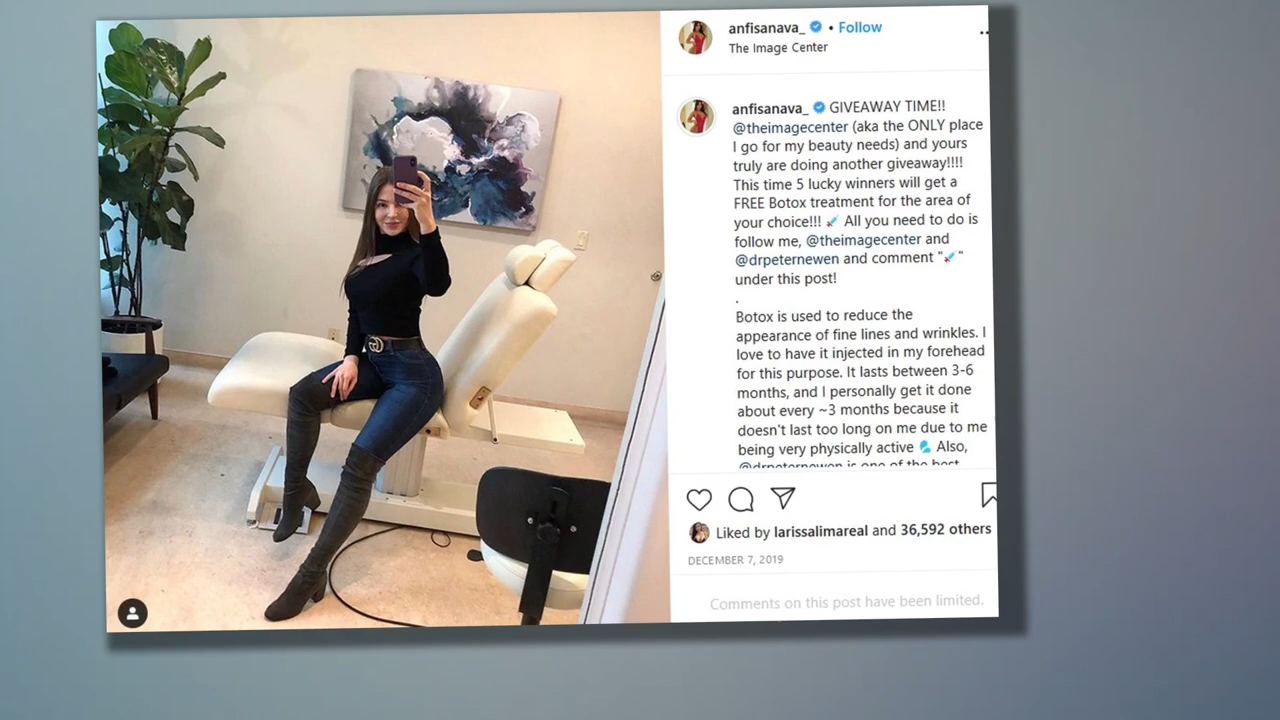 anfisanava_ • Follow
The Image Center
anfisanava_ GIVEAWAY TIME!!
@theimagecenter (aka the ONLY place
I go for my beauty needs) and yours
truly are doing another giveaway!!!!
This time 5 lucky winners will get a
FREE Botox treatment for the area of
your choice!!! 💉 All you need to do is
follow me, @theimagecenter and
@drpeternewen and comment "💉"
under this post!
.
Botox is used to reduce the
appearance of fine lines and wrinkles. I
love to have it injected in my forehead
for this purpose. It lasts between 3-6
months, and I personally get it done
about every ~3 months because it
doesn't last too long on me due to me
being very physically active 💦 Also,
@drpeternewen is one of the best
Liked by larissalimareal and 36,592 others
DECEMBER 7, 2019
Comments on this post have been limited.